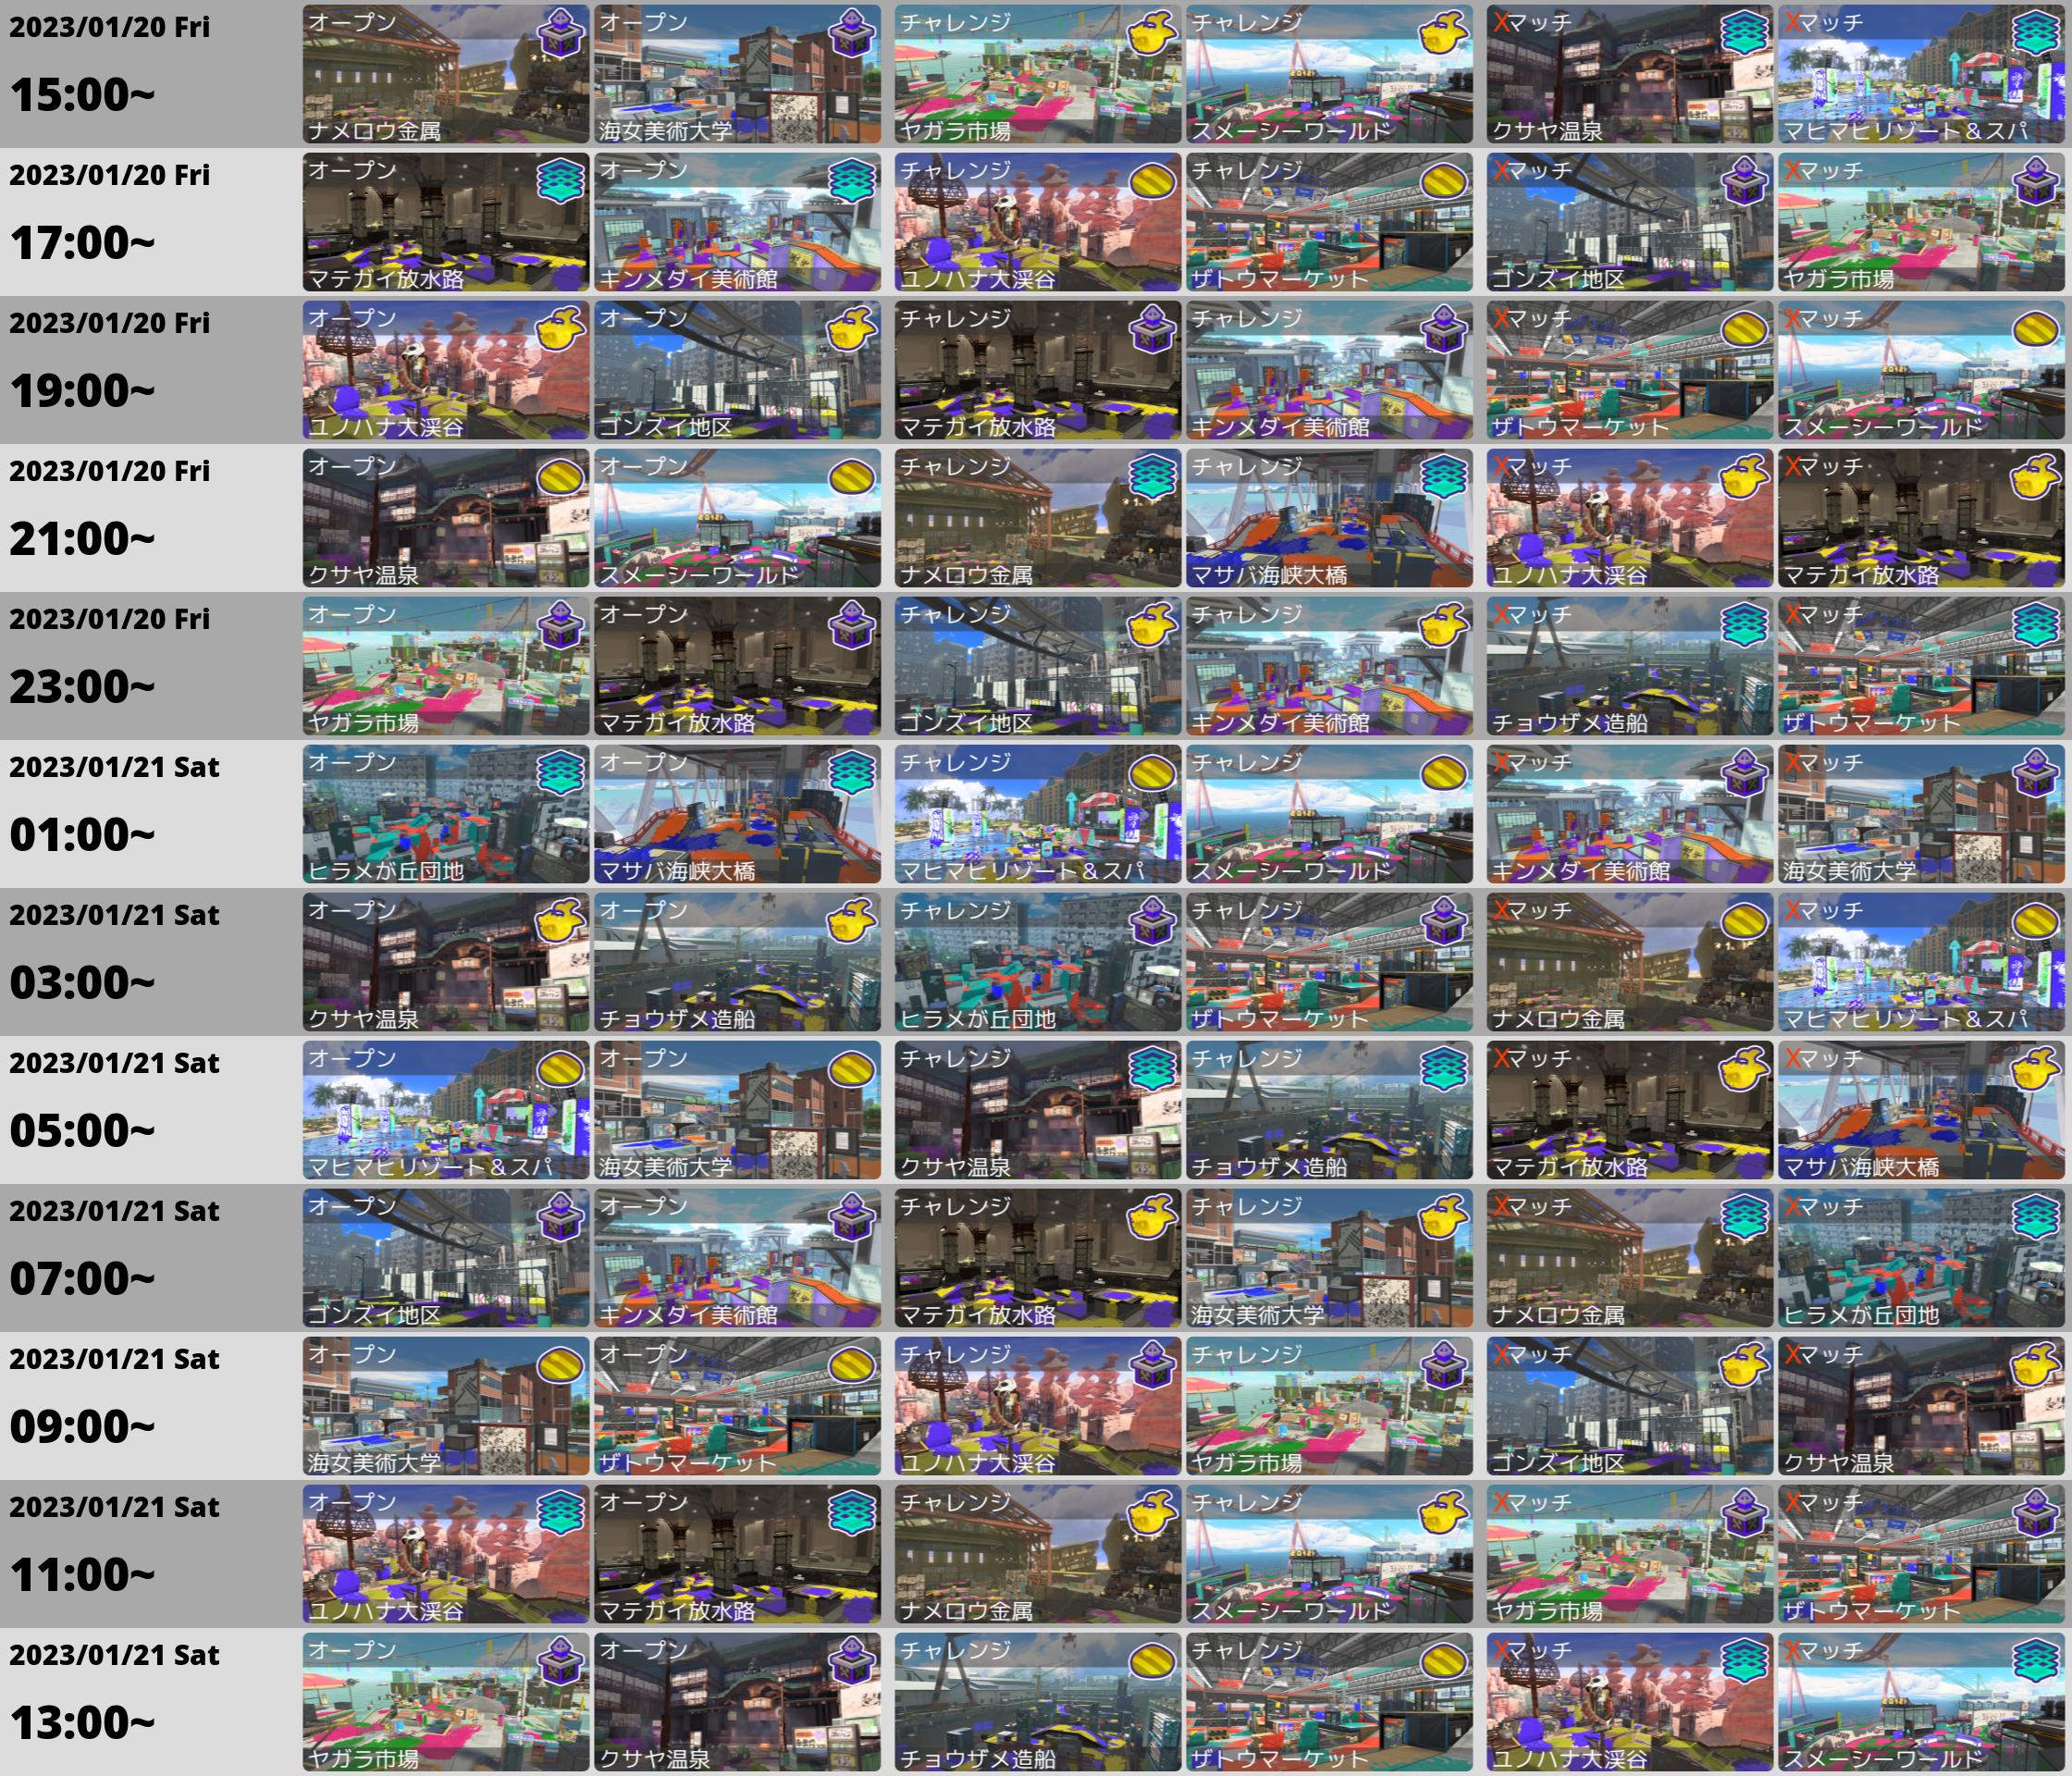 2023/01/20 Fri
15:00~
オープン オープン チャレンジ チャレンジ Xマッチ Xマッチ
ナメロウ金属 海女美術大学 ヤガラ市場 スメーシーワールド クサヤ温泉 マヒマヒリゾート＆スパ
2023/01/20 Fri
17:00~
オープン オープン チャレンジ チャレンジ Xマッチ Xマッチ
マテガイ放水路 キンメダイ美術館 ユノハナ大渓谷 ザトウマーケット ゴンズイ地区 ヤガラ市場
2023/01/20 Fri
19:00~
オープン オープン チャレンジ チャレンジ Xマッチ Xマッチ
ユノハナ大渓谷 ゴンズイ地区 マテガイ放水路 キンメダイ美術館 ザトウマーケット スメーシーワールド
2023/01/20 Fri
21:00~
オープン オープン チャレンジ チャレンジ Xマッチ Xマッチ
クサヤ温泉 スメーシーワールド ナメロウ金属 マサバ海峡大橋 ユノハナ大渓谷 マテガイ放水路
2023/01/20 Fri
23:00~
オープン オープン チャレンジ チャレンジ Xマッチ Xマッチ
ヤガラ市場 マテガイ放水路 ゴンズイ地区 キンメダイ美術館 チョウザメ造船 ザトウマーケット
2023/01/21 Sat
01:00~
オープン オープン チャレンジ チャレンジ Xマッチ Xマッチ
ヒラメが丘団地 マサバ海峡大橋 マヒマヒリゾート＆スパ スメーシーワールド キンメダイ美術館 海女美術大学
2023/01/21 Sat
03:00~
オープン オープン チャレンジ チャレンジ Xマッチ Xマッチ
クサヤ温泉 チョウザメ造船 ヒラメが丘団地 ザトウマーケット ナメロウ金属 マヒマヒリゾート＆スパ
2023/01/21 Sat
05:00~
オープン オープン チャレンジ チャレンジ Xマッチ Xマッチ
マヒマヒリゾート＆スパ 海女美術大学 クサヤ温泉 チョウザメ造船 マテガイ放水路 マサバ海峡大橋
2023/01/21 Sat
07:00~
オープン オープン チャレンジ チャレンジ Xマッチ Xマッチ
ゴンズイ地区 キンメダイ美術館 マテガイ放水路 海女美術大学 ナメロウ金属 ヒラメが丘団地
2023/01/21 Sat
09:00~
オープン オープン チャレンジ チャレンジ Xマッチ Xマッチ
海女美術大学 ザトウマーケット ユノハナ大渓谷 ヤガラ市場 ゴンズイ地区 クサヤ温泉
2023/01/21 Sat
11:00~
オープン オープン チャレンジ チャレンジ Xマッチ Xマッチ
ユノハナ大渓谷 マテガイ放水路 ナメロウ金属 スメーシーワールド ヤガラ市場 ザトウマーケット
2023/01/21 Sat
13:00~
オープン オープン チャレンジ チャレンジ Xマッチ Xマッチ
ヤガラ市場 クサヤ温泉 チョウザメ造船 ザトウマーケット ユノハナ大渓谷 スメーシーワールド